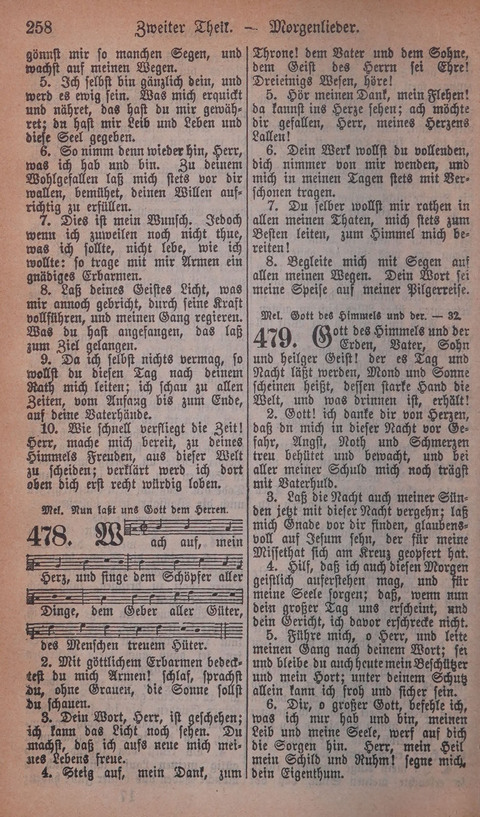 258 Zweiter Theil. — Morgenlieder.
gönnst mir so manchen Segen, und
wachst auf meinen Wegen.
5. Ich selbst bin gänzlich dein, und
werd es ewig sein. Was mich erquickt
und nähret, das hast du mir gewäh-
ret; du hast mir Leib und Leben und
diese Seel gegeben.
6. So nimm denn wieder hin, Herr,
was ich hab und bin. Zu deinem
Wohlgefallen laß mich stets vor dir
wallen, bemühet, deinen Willen auf-
richtig zu erfüllen.
7. Dies ist mein Wunsch. Jedoch
wenn ich zuweilen noch nicht thue,
was ich sollte, nicht lebe, wie ich
wollte: so trage mit mir Armen ein
gnädiges Erbarmen.
8. Laß deines Geistes Licht, was
mir annoch gebricht, durch seine Kraft
vollführen, und meinen Gang regieren.
Was du hast angefangen, das laß
zum Ziel gelangen.
9. Da ich selbst nichts vermag, so
wollst du diesen Tag nach deinem
Rath mich leiten; ich schau zu allen
Zeiten, vom Anfang bis zum Ende,
auf deine Vaterhände.
10. Wie schnell verfliegt die Zeit!
Herr, mache mich bereit, zu deines
Himmels Freuden, aus dieser Welt
zu scheiden; verklärt werd ich dort
oben dich erst recht würdig loben.
Mel. Nun laßt uns Gott dem Herren.
478. Wach auf, mein
Herz, und singe dem Schöpfer aller
Dinge, dem Geber aller Güter,
des Menschen treuem Hüter.
2. Mit göttlichem Erbarmen bedeck-
test du mich Armen! schlaf, sprachst
du, ohne Grauen, die Sonne sollst
du schauen.
3. Dein Wort, Herr, ist geschehen;
ich kann das Licht noch sehen. Du
machst, daß ich aufs neue mich mei-
nes Lebens freue.
4. Steig auf, mein Dank, zum
Throne! dem Vater und dem Sohne,
dem Geist des Herrn sei Ehre!
Dreieinigs Wesen, höre!
5. Hör meinen Dank, mein Flehen!
da kannst ins Herze sehen; ach möchte
dir gefallen, Herr, meines Herzens
Lallen!
6. Dein Werk wollst du vollenden,
dich nimmer von mir wenden, und
mich in meinen Tagen stets mit Ver-
schonen tragen.
7. Du selber wollst mir rathen in
allen meinen Thaten, mich stets zum
Besten leiten, zum Himmel mich be-
reiten!
8. Begleite mich mit Segen auf
allen meinen Wegen. Dein Wort sei
meine Speise auf meiner Pilgerreise.
Mel. Gott des Himmels und der. — 32.
479. Gott des Himmels und der
Erden, Vater, Sohn
und heilger Geist! der es Tag und
Nacht läßt werden, Mond und Sonne
scheinen heißt, dessen starke Hand die
Welt, und was drinnen ist, erhält!
2. Gott! ich danke dir von Herzen,
daß du mich in dieser Nacht vor Ge-
fahr, Angst, Noth und Schmerzen
treu behütet und bewacht, und bei
aller meiner Schuld mich noch trägst
mit Vaterhuld.
3. Laß die Nacht auch meiner Sün-
den jetzt mit dieser Nacht vergehn; laß
mich Gnade vor dir finden, glaubens-
voll auf Jesum sehn, der für meine
Missethat sich am Kreuz geopfert hat.
4. Hilf, daß ich auch diesen Morgen
geistlich auferstehen mag, und für
meine Seele sorgen; daß, wenn nun
dein großer Tag uns erscheint, und
dein Gericht, ich davor erschrecke nicht.
5. Führe mich, o Herr, und leite
meinen Gang nach deinem Wort; sei
und bleibe du auch heute mein Beschützer
und mein Hort; unter deinem Schutz
allein kann ich froh und sicher sein.
6. Dir, o großer Gott, befehle ich,
was ich nur hab und bin, meinen
Leib und meine Seele, werf auf dich
die Sorgen hin. Herr, mein Heil
mein Schild und Ruhm! segne mich,
dein Eigenthum.